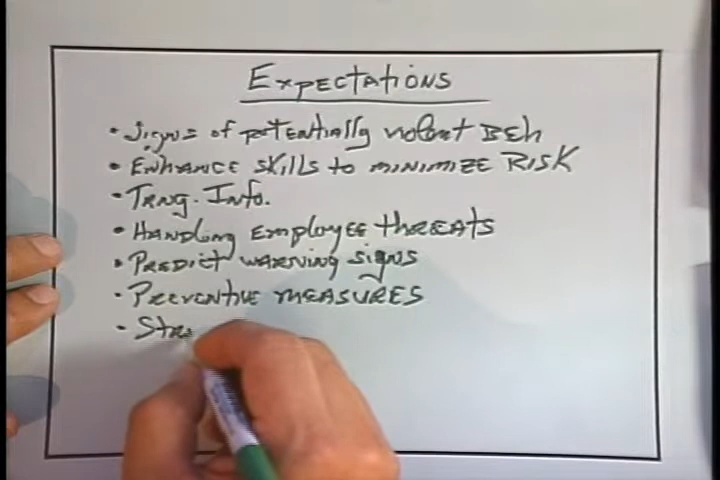 Expectations
• Signs of potentially violent Beh
• Enhance skills to minimize Risk
• Trng. Info.
• Handling Employee threats
• Predict warning signs
• Preventive measures
• Str